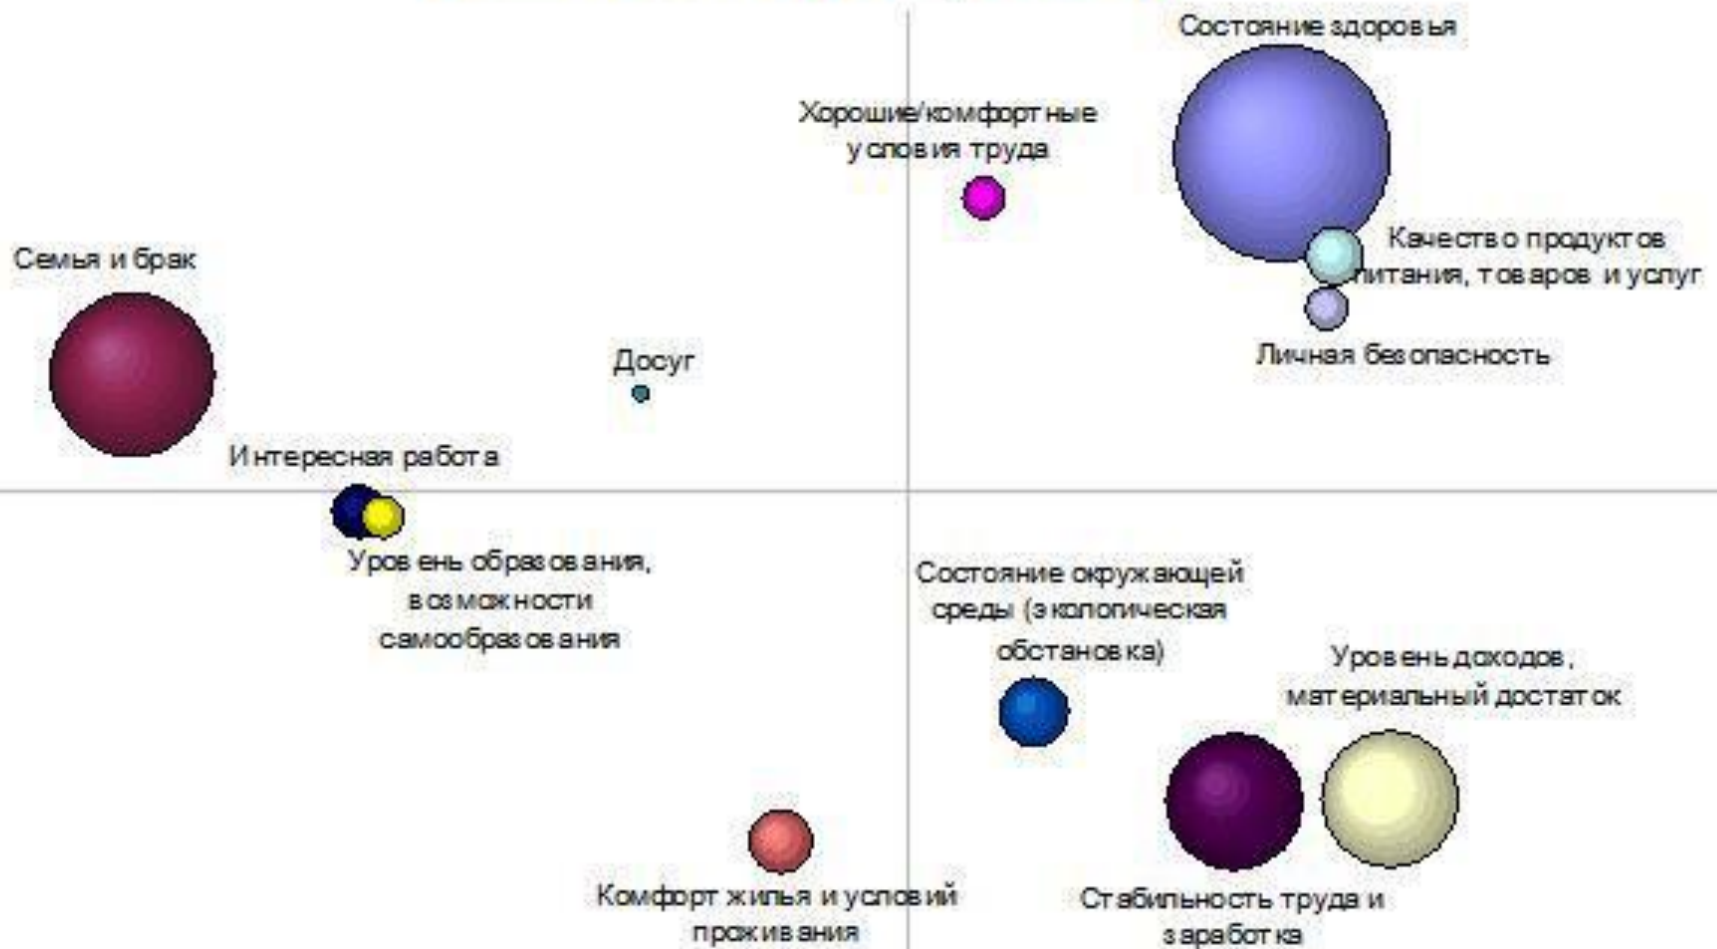 Состояние здоровья
Хорошие/комфортные
условия труда
Качество продуктов
питания, товаров и услуг
Личная безопасность
Семья и брак
Досуг
Интересная работа
Уровень образования,
возможности
самообразования
Состояние окружающей
среды (экологическая
обстановка)
Уровень доходов,
материальный достаток
Комфорт жилья и условий
проживания
Стабильность труда и
заработка